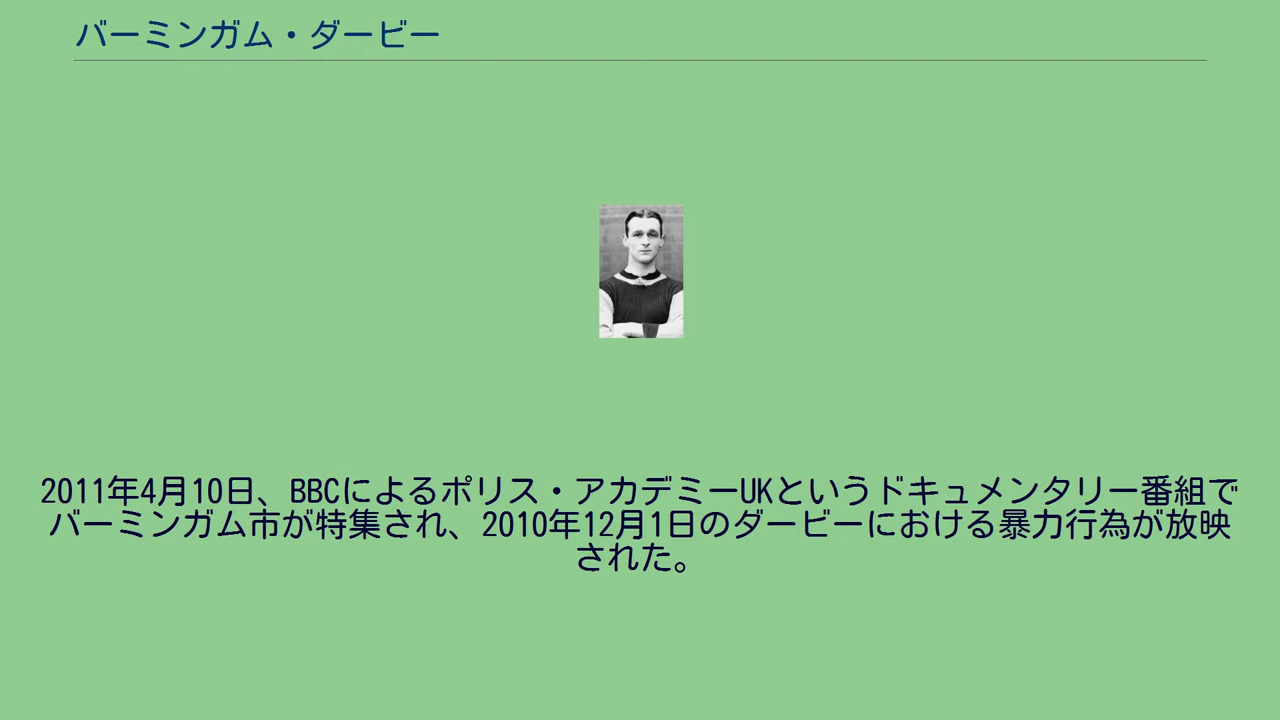 バーミンガム・ダービー
2011年4月10日、BBCによるポリス・アカデミーUKというドキュメンタリー番組で
バーミンガム市が特集され、2010年12月1日のダービーにおける暴力行為が放映
された。